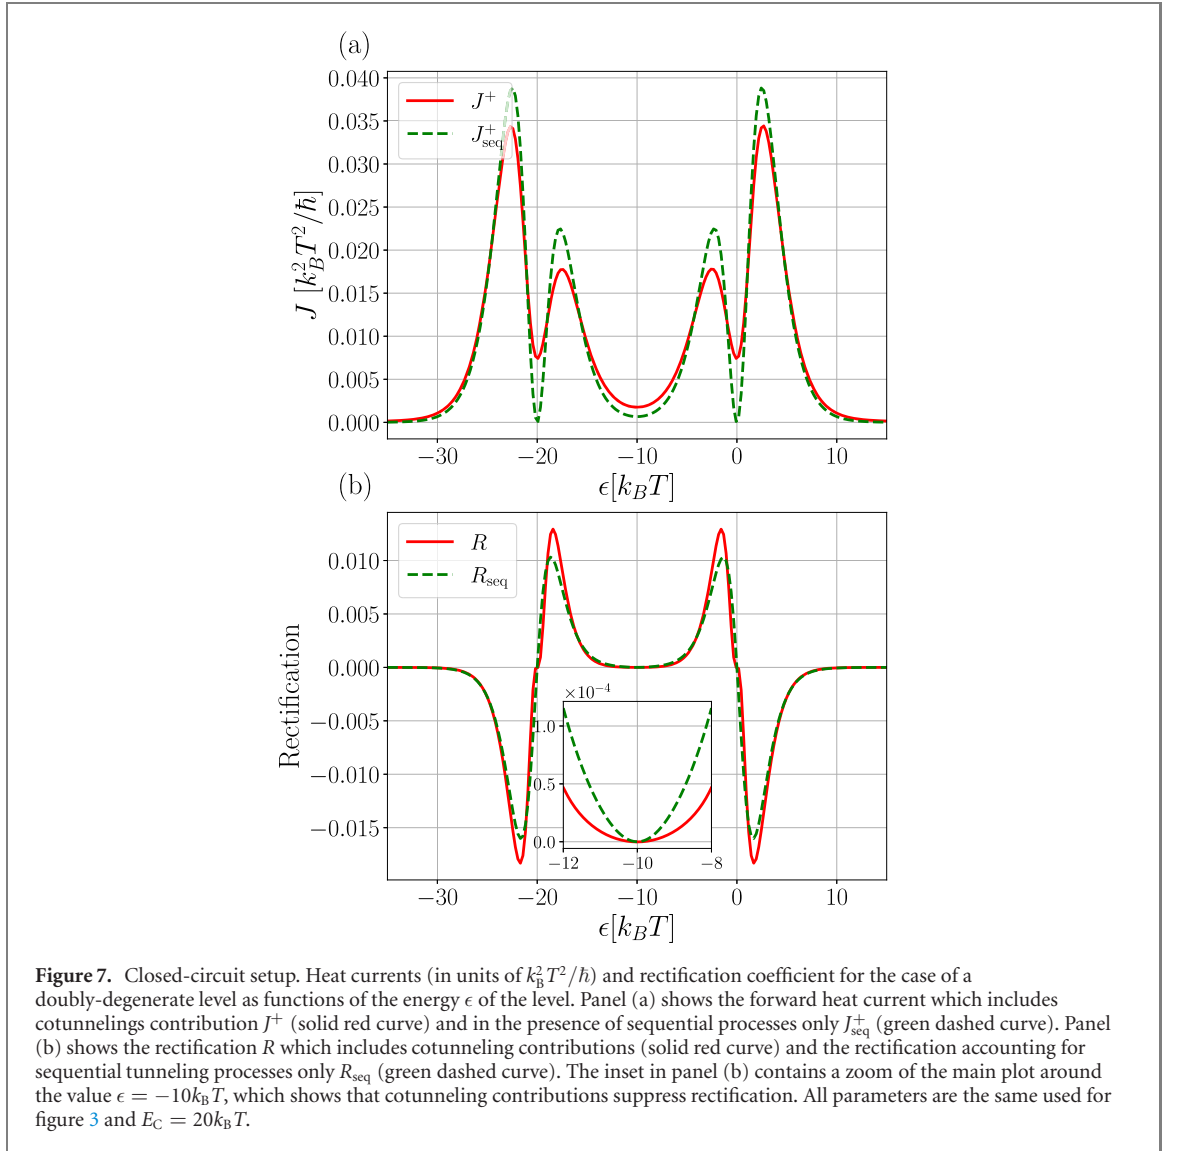 (a)
0.040
0.035
0.030
0.025
0.020
0.015
0.010
0.005
0.000
J [k_B^2 T^2/ħ]
J^+
J_seq^+
−30 −20 −10 0 10
ϵ[k_B T]
(b)
0.010
0.005
0.000
−0.005
−0.010
−0.015
Rectification
R
R_seq
×10^−4
1.0
0.5
0.0
−12 −10 −8
−30 −20 −10 0 10
ϵ[k_B T]
Figure 7. Closed-circuit setup. Heat currents (in units of k_B^2 T^2/ħ) and rectification coefficient for the case of a
doubly-degenerate level as functions of the energy ϵ of the level. Panel (a) shows the forward heat current which includes
cotunnelings contribution J^+ (solid red curve) and in the presence of sequential processes only J_seq^+ (green dashed curve). Panel
(b) shows the rectification R which includes cotunneling contributions (solid red curve) and the rectification accounting for
sequential tunneling processes only R_seq (green dashed curve). The inset in panel (b) contains a zoom of the main plot around
the value ϵ = −10k_B T, which shows that cotunneling contributions suppress rectification. All parameters are the same used for
figure 3 and E_C = 20k_B T.